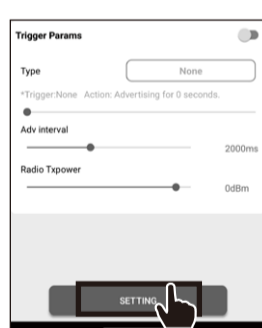 Trigger Params
Type None
*Trigger:None Action: Advertising for 0 seconds.
Adv interval
2000ms
Radio Txpower
0dBm
SETTING